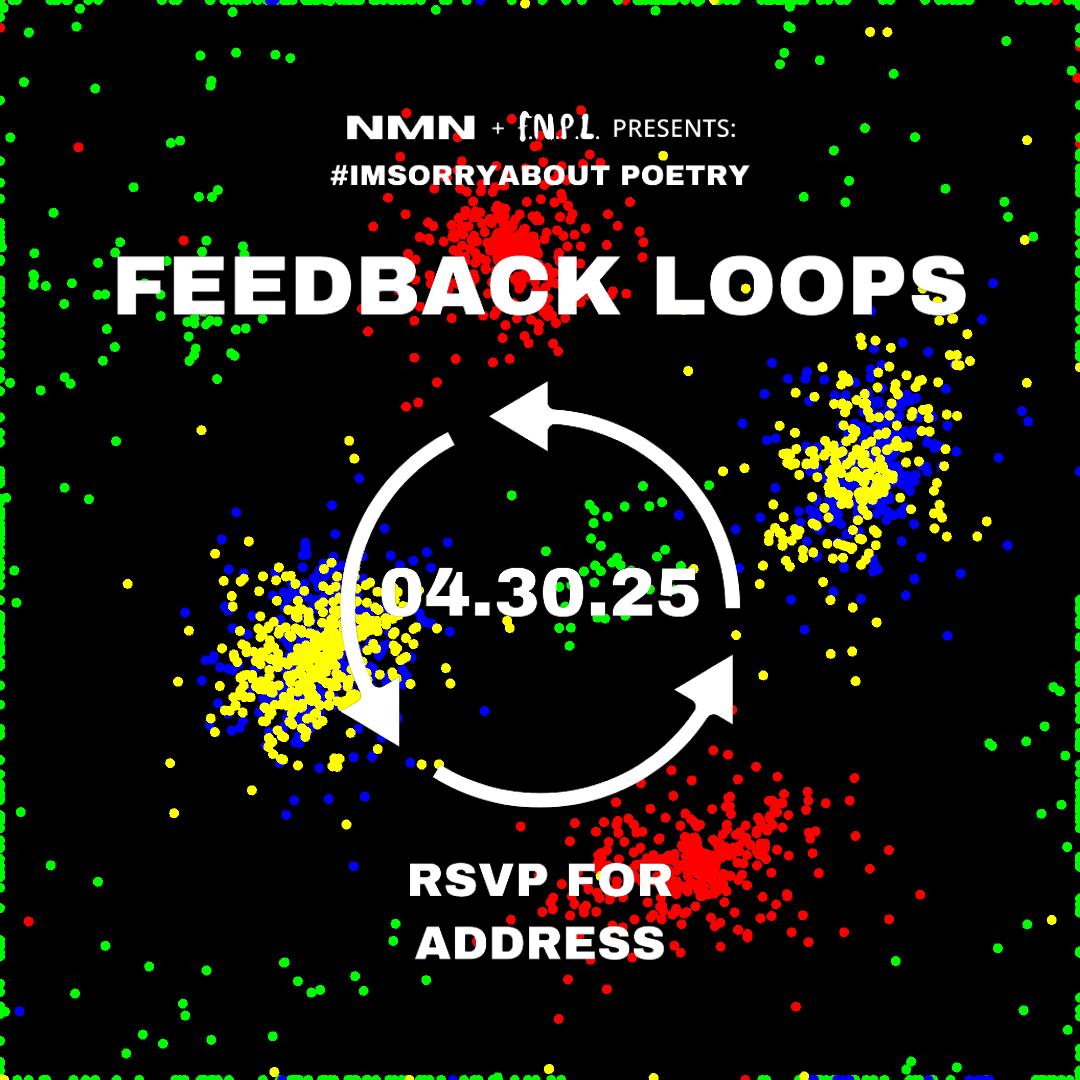 NMN + F.N.P.L. PRESENTS:
#IMSORRYABOUT POETRY
FEEDBACK LOOPS
04.30.25
RSVP FOR
ADDRESS